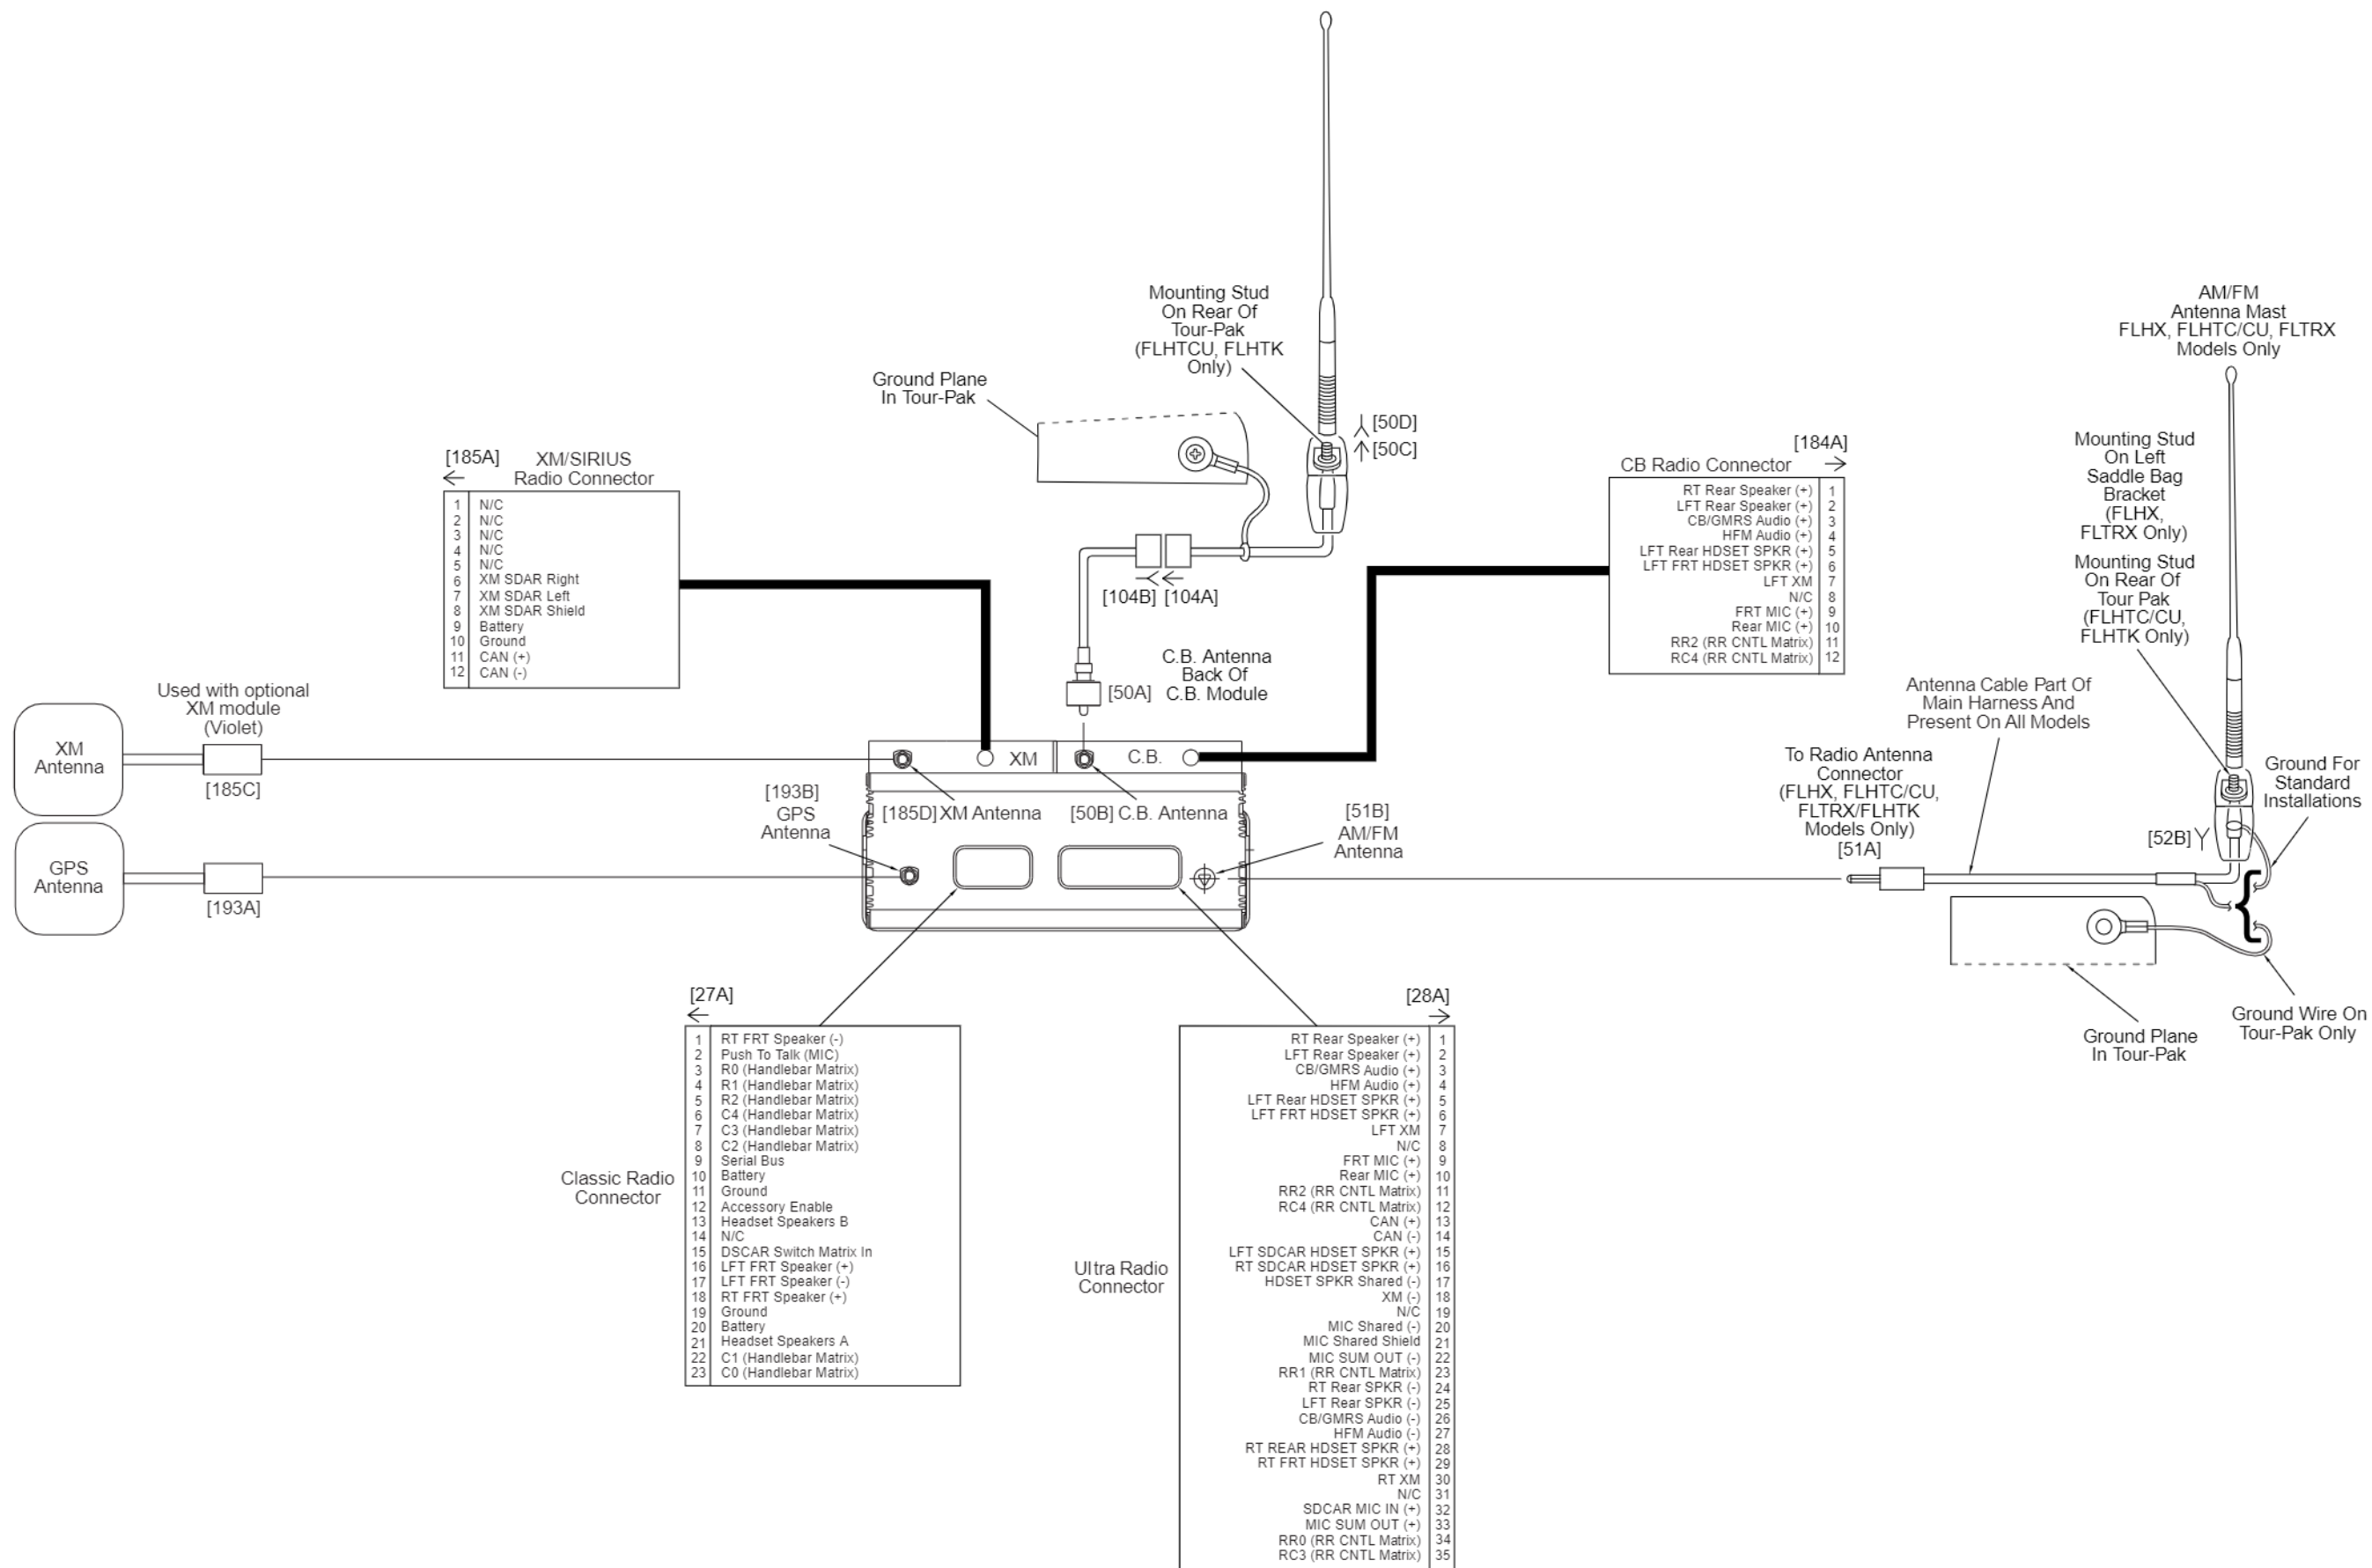 Mounting Stud
On Rear Of
Tour-Pak
(FLHTCU, FLHTK
Only)
Ground Plane
In Tour-Pak
[50D]
[50C]
AM/FM
Antenna Mast
FLHX, FLHTC/CU, FLTRX
Models Only
[185A]
XM/SIRIUS
Radio Connector
1 N/C
2 N/C
3 N/C
4 N/C
5 N/C
6 XM SDAR Right
7 XM SDAR Left
8 XM SDAR Shield
9 Battery
10 Ground
11 CAN (+)
12 CAN (-)
[104B] [104A]
[184A]
CB Radio Connector
RT Rear Speaker (+) 1
LFT Rear Speaker (+) 2
CB/GMRS Audio (+) 3
HFM Audio (+) 4
LFT Rear HDSET SPKR (+) 5
LFT FRT HDSET SPKR (+) 6
LFT XM 7
N/C 8
FRT MIC (+) 9
Rear MIC (+) 10
RR2 (RR CNTL Matrix) 11
RC4 (RR CNTL Matrix) 12
Mounting Stud
On Left
Saddle Bag
Bracket
(FLHX,
FLTRX Only)
Mounting Stud
On Rear Of
Tour Pak
(FLHTC/CU,
FLHTK Only)
C.B. Antenna
Back Of
C.B. Module
[50A]
Used with optional
XM module
(Violet)
XM
Antenna
[185C]
XM
C.B.
[185D] XM Antenna
[50B] C.B. Antenna
[193B]
GPS
Antenna
[51B]
AM/FM
Antenna
GPS
Antenna
[193A]
Antenna Cable Part Of
Main Harness And
Present On All Models
To Radio Antenna
Connector
(FLHX, FLHTC/CU,
FLTRX/FLHTK
Models Only)
[51A]
[52B]
Ground For
Standard
Installations
Ground Plane
In Tour-Pak
Ground Wire On
Tour-Pak Only
[27A]
Classic Radio
Connector
1 RT FRT Speaker (-)
2 Push To Talk (MIC)
3 R0 (Handlebar Matrix)
4 R1 (Handlebar Matrix)
5 R2 (Handlebar Matrix)
6 C4 (Handlebar Matrix)
7 C3 (Handlebar Matrix)
8 C2 (Handlebar Matrix)
9 Serial Bus
10 Battery
11 Ground
12 Accessory Enable
13 Headset Speakers B
14 N/C
15 DSCAR Switch Matrix In
16 LFT FRT Speaker (+)
17 LFT FRT Speaker (-)
18 RT FRT Speaker (+)
19 Ground
20 Battery
21 Headset Speakers A
22 C1 (Handlebar Matrix)
23 C0 (Handlebar Matrix)
[28A]
Ultra Radio
Connector
RT Rear Speaker (+) 1
LFT Rear Speaker (+) 2
CB/GMRS Audio (+) 3
HFM Audio (+) 4
LFT Rear HDSET SPKR (+) 5
LFT FRT HDSET SPKR (+) 6
LFT XM 7
N/C 8
FRT MIC (+) 9
Rear MIC (+) 10
RR2 (RR CNTL Matrix) 11
RC4 (RR CNTL Matrix) 12
CAN (+) 13
CAN (-) 14
LFT SDCAR HDSET SPKR (+) 15
RT SDCAR HDSET SPKR (+) 16
HDSET SPKR Shared (-) 17
XM (-) 18
N/C 19
MIC Shared (-) 20
MIC Shared Shield 21
MIC SUM OUT (-) 22
RR1 (RR CNTL Matrix) 23
RT Rear SPKR (-) 24
LFT Rear SPKR (-) 25
CB/GMRS Audio (-) 26
HFM Audio (-) 27
RT REAR HDSET SPKR (+) 28
RT FRT HDSET SPKR (+) 29
RT XM 30
N/C 31
SDCAR MIC IN (+) 32
MIC SUM OUT (+) 33
RR0 (RR CNTL Matrix) 34
RC3 (RR CNTL Matrix) 35